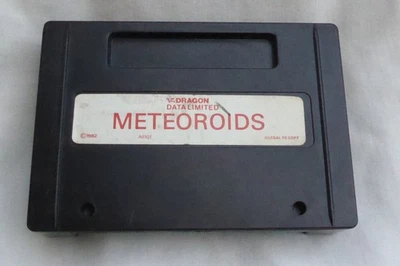 DRAGON
DATA LIMITED
METEOROIDS
©1982